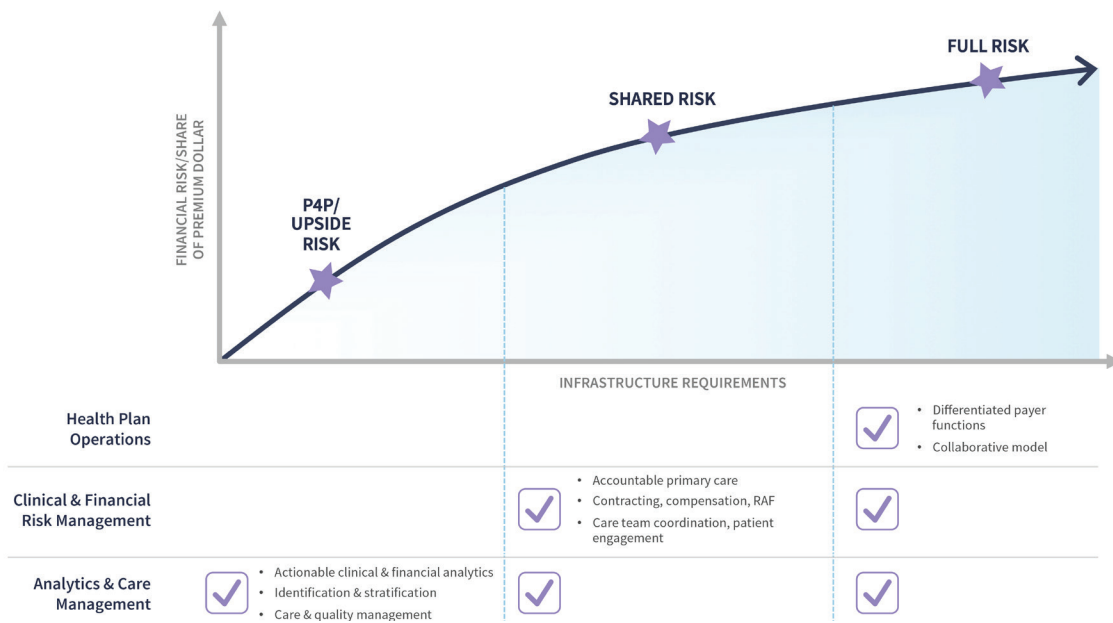 FULL RISK
SHARED RISK
P4P/
UPSIDE
RISK
FINANCIAL RISK/SHARE
OF PREMIUM DOLLAR
INFRASTRUCTURE REQUIREMENTS
Health Plan
Operations
• Differentiated payer
functions
• Collaborative model
Clinical & Financial
Risk Management
• Accountable primary care
• Contracting, compensation, RAF
• Care team coordination, patient
engagement
Analytics & Care
Management
• Actionable clinical & financial analytics
• Identification & stratification
• Care & quality management